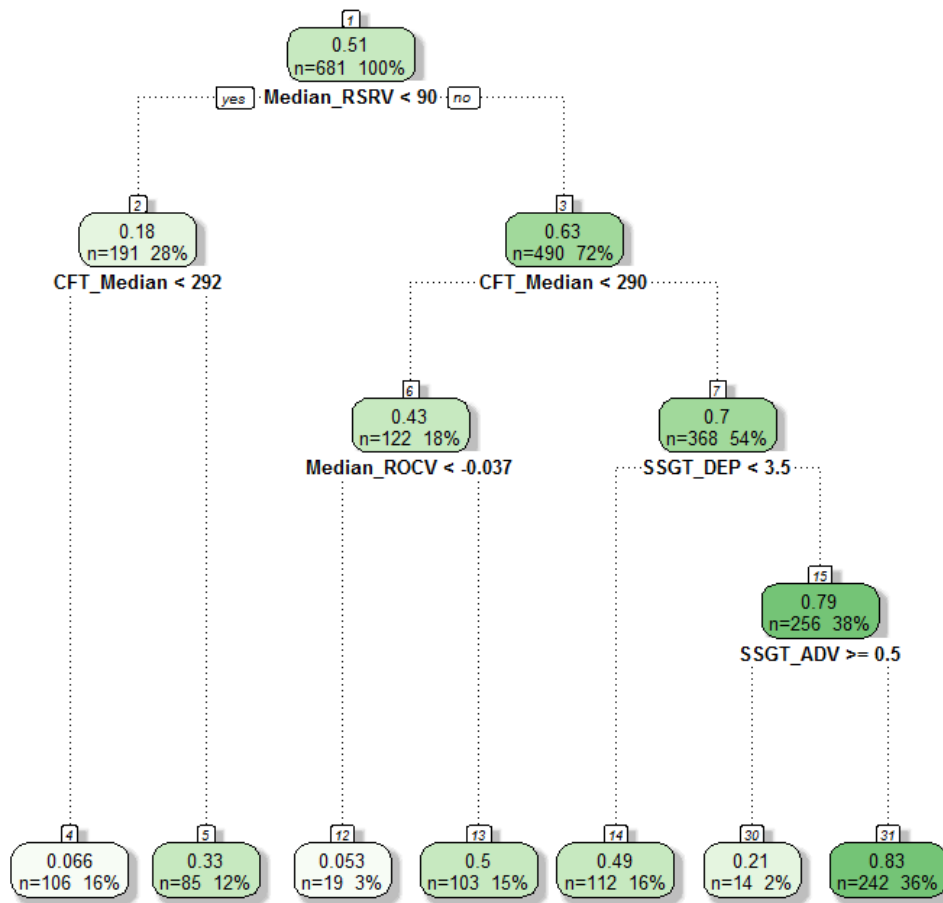 1
0.51
n=681 100%
yes Median_RSRV < 90 no
2
0.18
n=191 28%
CFT_Median < 292
3
0.63
n=490 72%
CFT_Median < 290
6
0.43
n=122 18%
Median_ROCV < -0.037
7
0.7
n=368 54%
SSGT_DEP < 3.5
15
0.79
n=256 38%
SSGT_ADV >= 0.5
4
0.066
n=106 16%
5
0.33
n=85 12%
12
0.053
n=19 3%
13
0.5
n=103 15%
14
0.49
n=112 16%
30
0.21
n=14 2%
31
0.83
n=242 36%